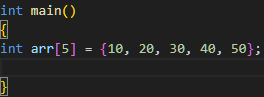 int main()
{
int arr[5] = {10, 20, 30, 40, 50};
}